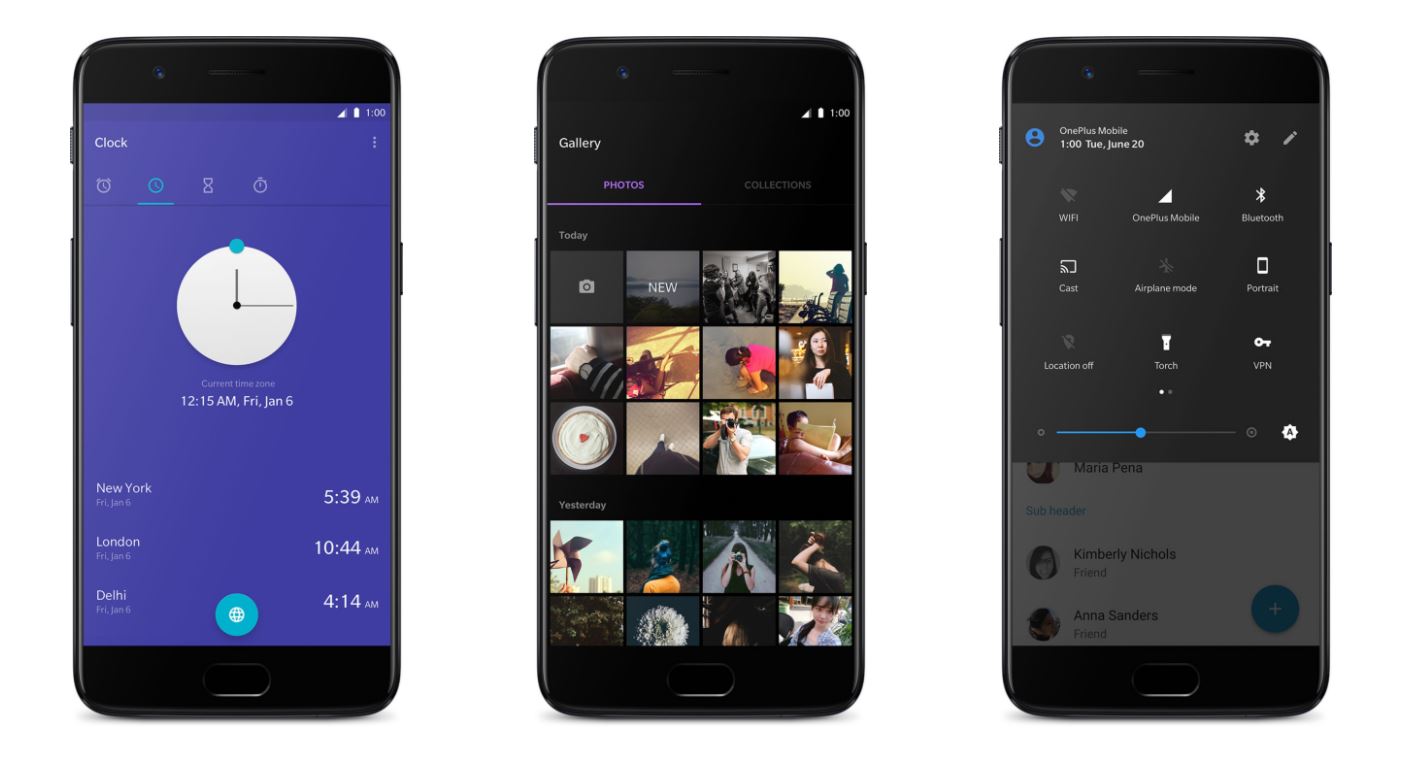 1:00
Clock
Current time zone
12:15 AM, Fri, Jan 6
New York
5:39 AM
Fri, Jan 6
London
10:44 AM
Fri, Jan 6
Delhi
4:14 AM
Fri, Jan 6
1:00
Gallery
PHOTOS COLLECTIONS
Today
NEW
Yesterday
OnePlus Mobile
1:00 Tue, June 20
WIFI OnePlus Mobile Bluetooth
Cast Airplane mode Portrait
Location off Torch VPN
A
Maria Pena
Sub header
Kimberly Nichols
Friend
Anna Sanders
Friend